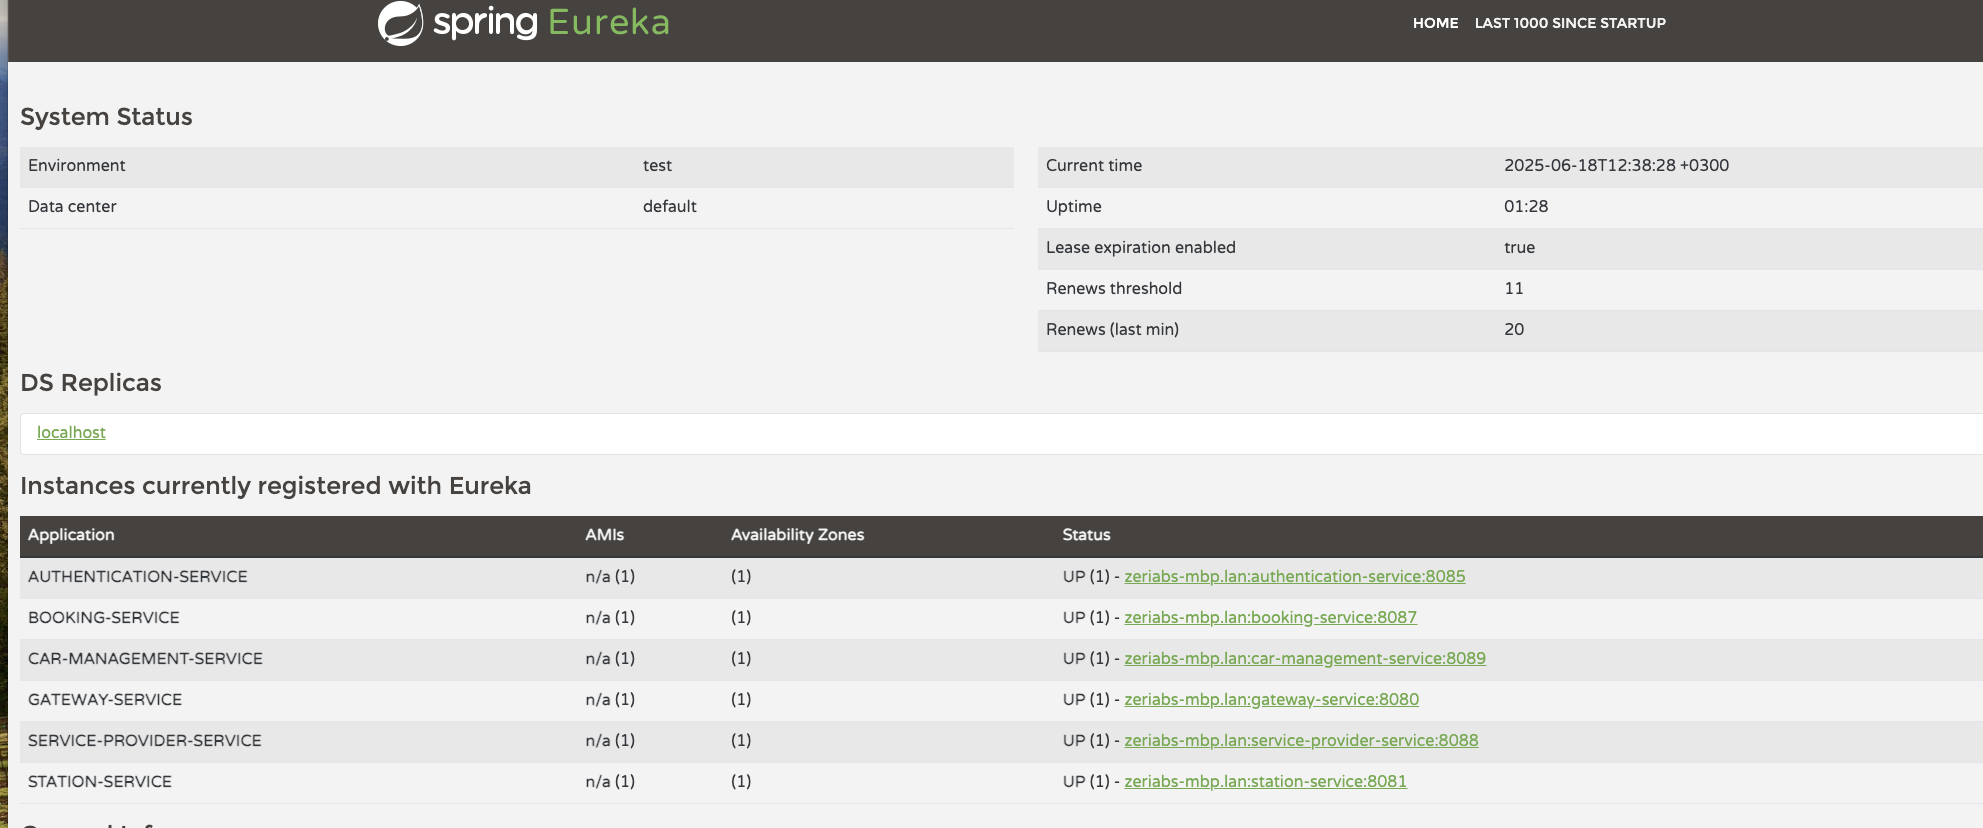 spring Eureka
HOME LAST 1000 SINCE STARTUP
System Status
Environment test
Data center default
Current time 2025-06-18T12:38:28 +0300
Uptime 01:28
Lease expiration enabled true
Renews threshold 11
Renews (last min) 20
DS Replicas
localhost
Instances currently registered with Eureka
Application AMIs Availability Zones Status
AUTHENTICATION-SERVICE n/a (1) (1) UP (1) - zeriabs-mbp.lan:authentication-service:8085
BOOKING-SERVICE n/a (1) (1) UP (1) - zeriabs-mbp.lan:booking-service:8087
CAR-MANAGEMENT-SERVICE n/a (1) (1) UP (1) - zeriabs-mbp.lan:car-management-service:8089
GATEWAY-SERVICE n/a (1) (1) UP (1) - zeriabs-mbp.lan:gateway-service:8080
SERVICE-PROVIDER-SERVICE n/a (1) (1) UP (1) - zeriabs-mbp.lan:service-provider-service:8088
STATION-SERVICE n/a (1) (1) UP (1) - zeriabs-mbp.lan:station-service:8081